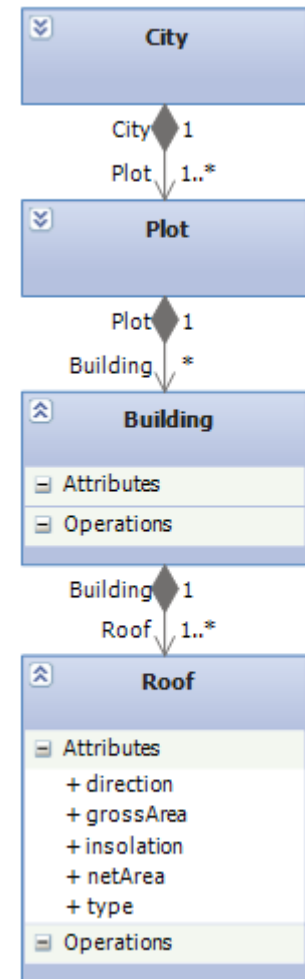 City
City 1
Plot 1..*
Plot
Plot 1
Building *
Building
Attributes
Operations
Building 1
Roof 1..*
Roof
Attributes
+ direction
+ grossArea
+ insolation
+ netArea
+ type
Operations